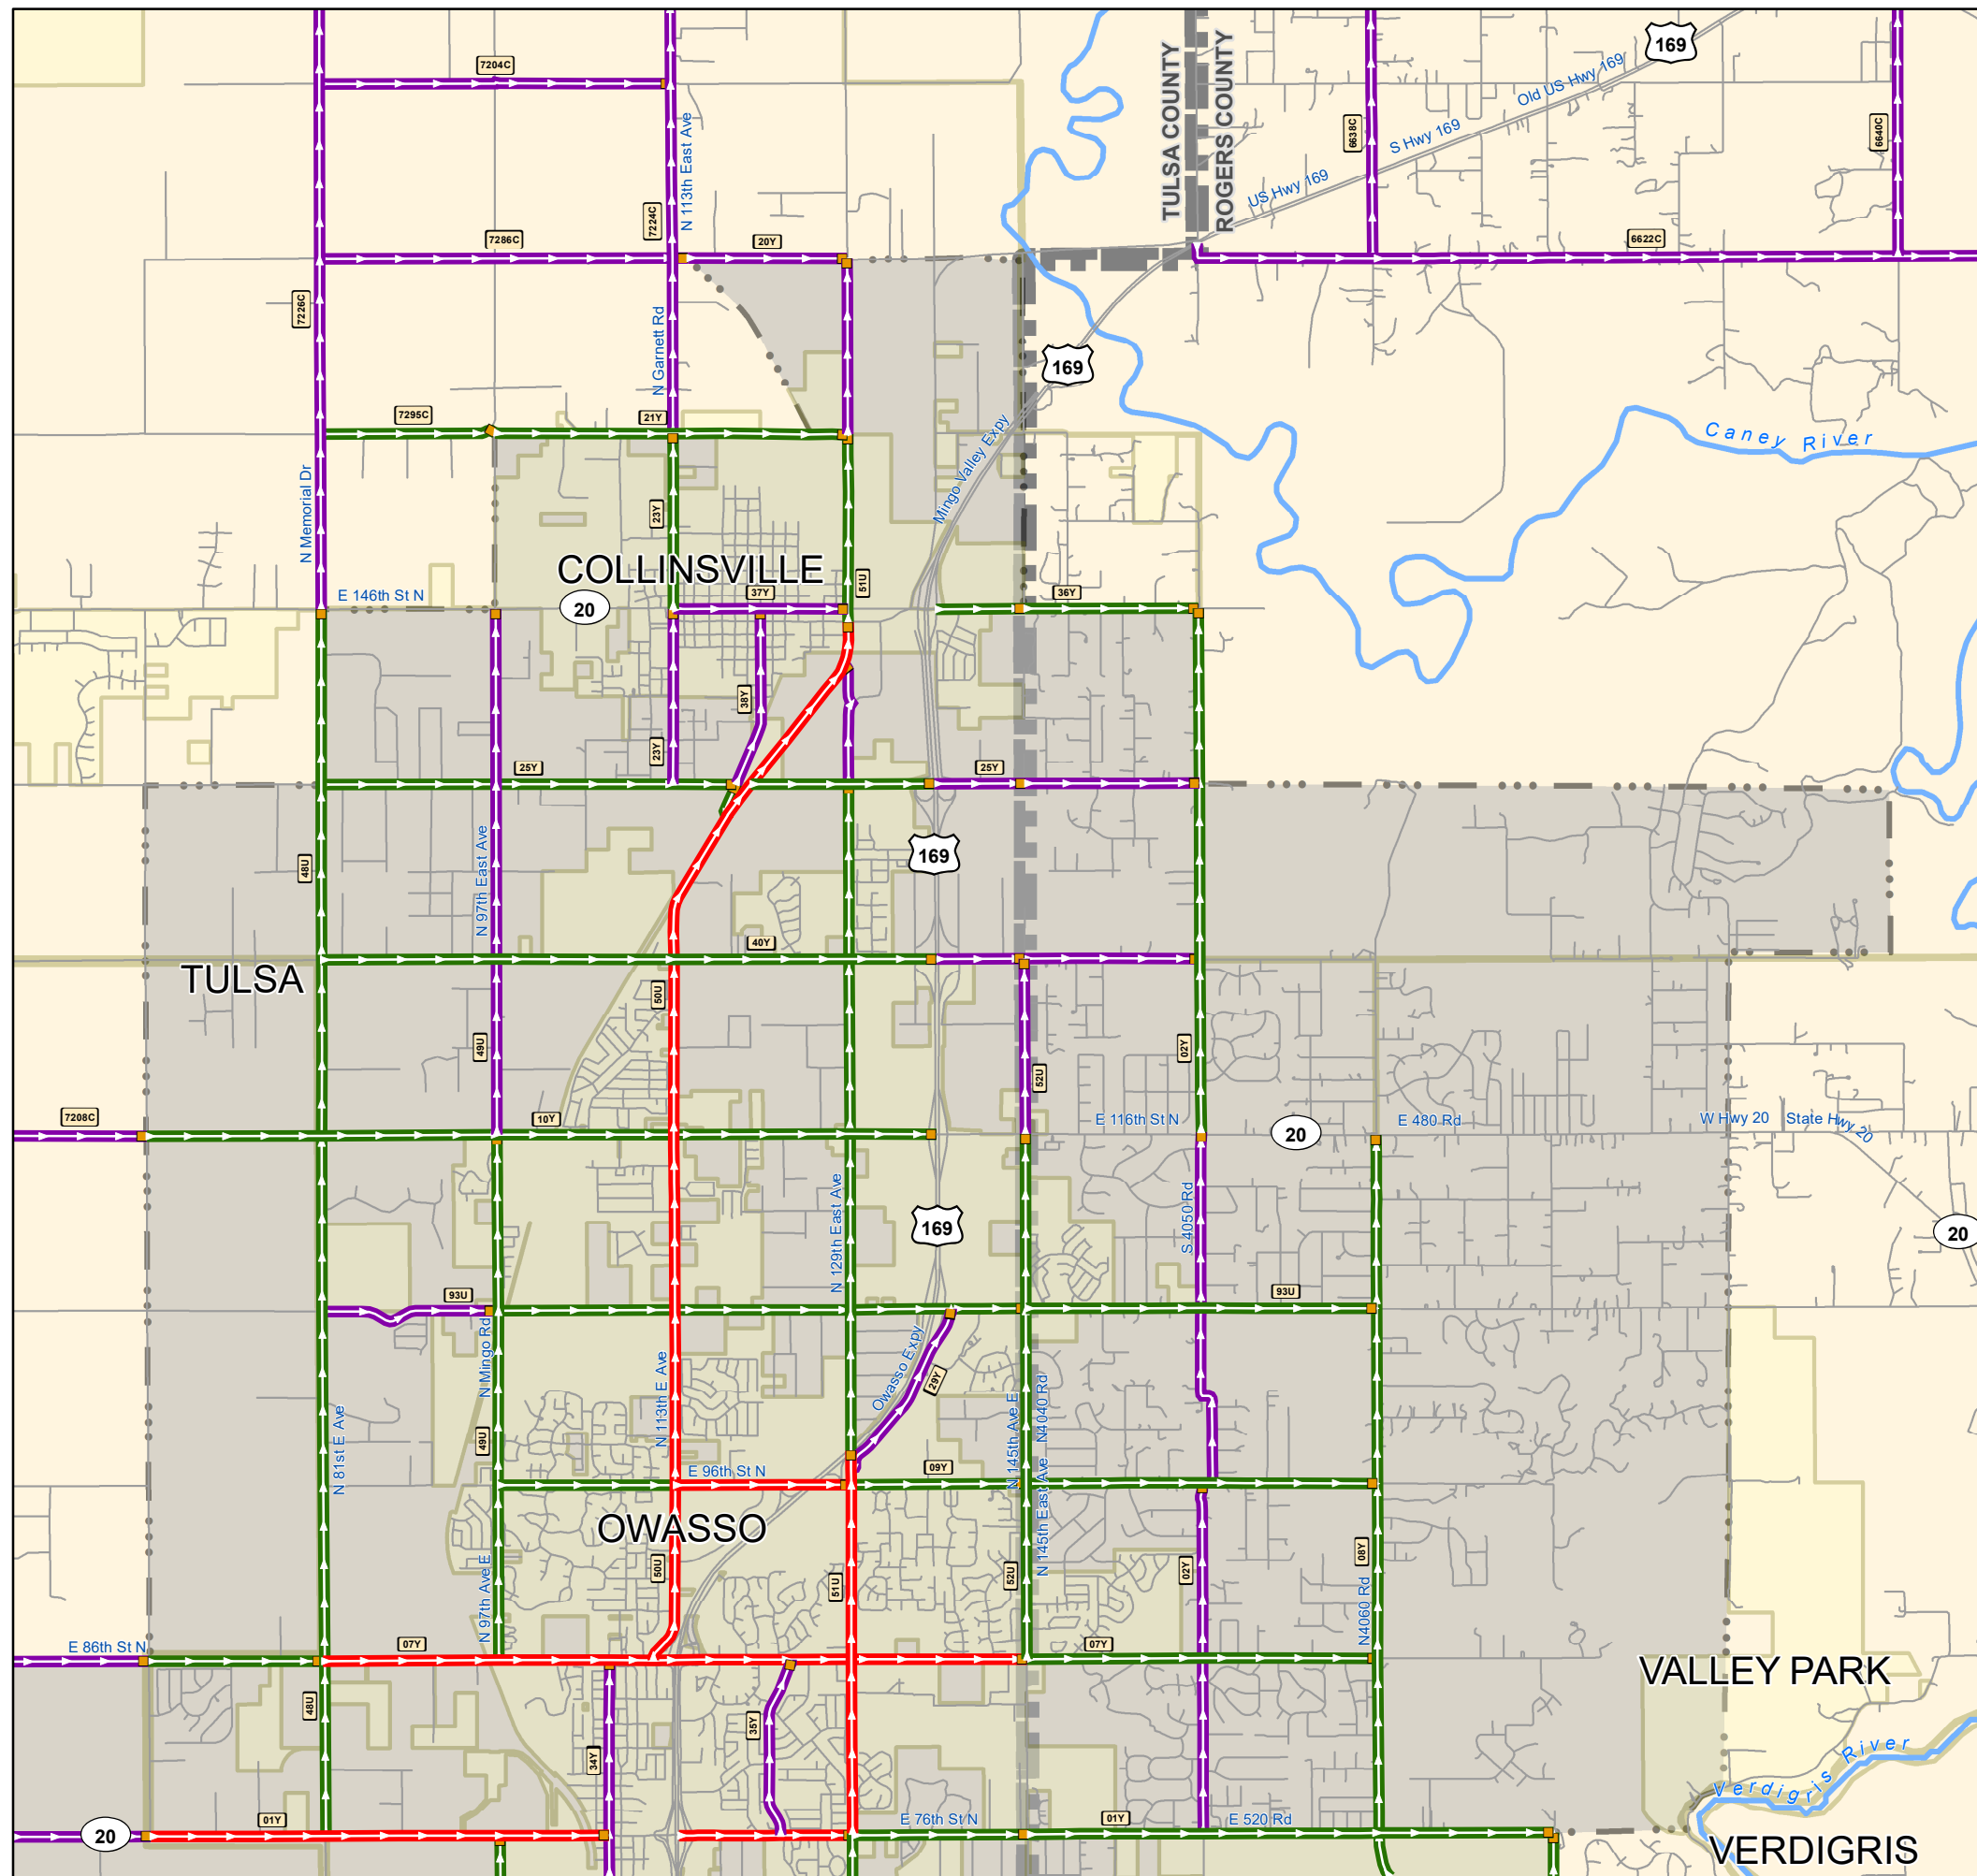 169
7204C
TULSA COUNTY
ROGERS COUNTY
Old US Hwy 169
S Hwy 169
US Hwy 169
6638C
6640C
N 113th East Ave
7224C
7286C
20Y
6622C
7226C
N Garnett Rd
169
7295C
21Y
Mingo Valley Expy
Caney River
N Memorial Dr
23Y
COLLINSVILLE
51U
E 146th St N
20
37Y
36Y
38Y
23Y
25Y
25Y
N 97th East Ave
48U
169
40Y
TULSA
50U
49U
02Y
52U
7208C
10Y
E 116th St N
20
E 480 Rd
W Hwy 20
State Hwy 20
N 129th East Ave
S 4050 Rd
169
20
93U
93U
N Mingo Rd
Owasso Expy
29Y
N 113th E Ave
N 81st E Ave
49U
N 145th Ave E
N4040 Rd
N 145th East Ave
E 96th St N
09Y
OWASSO
50U
51U
52U
02Y
08Y
N 97th Ave E
N4060 Rd
E 86th St N
07Y
07Y
VALLEY PARK
48U
35Y
34Y
Verdigris River
20
01Y
E 76th St N
01Y
E 520 Rd
VERDIGRIS